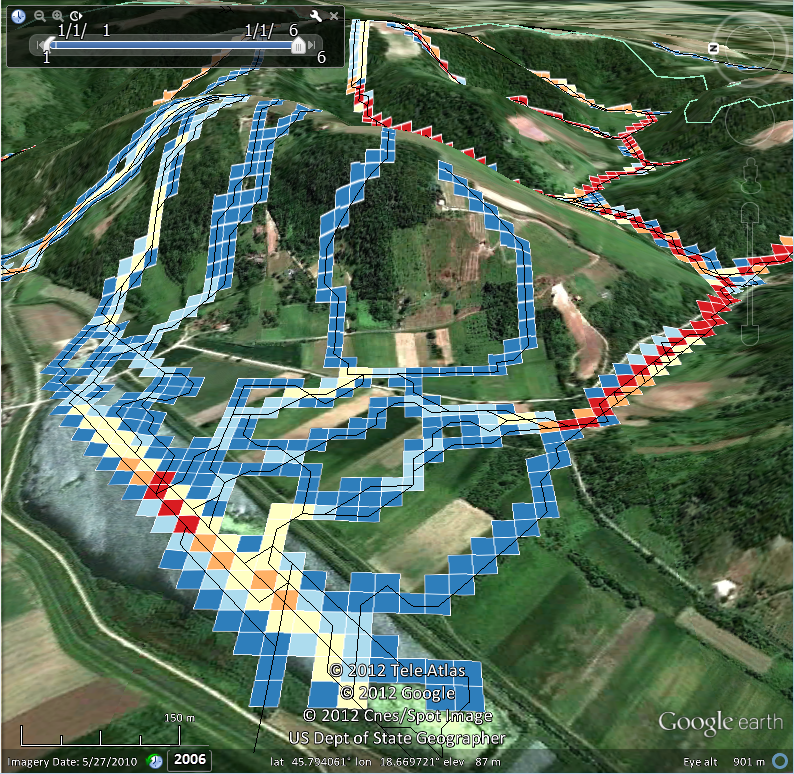 1/1/ 1 1/1/ 6
1 6
N
© 2012 Tele Atlas
© 2012 Google
© 2012 Cnes/Spot Image
US Dept of State Geographer
150 m
Google earth
Imagery Date: 5/27/2010 2006 lat 45.794061° lon 18.669721° elev 87 m Eye alt 901 m